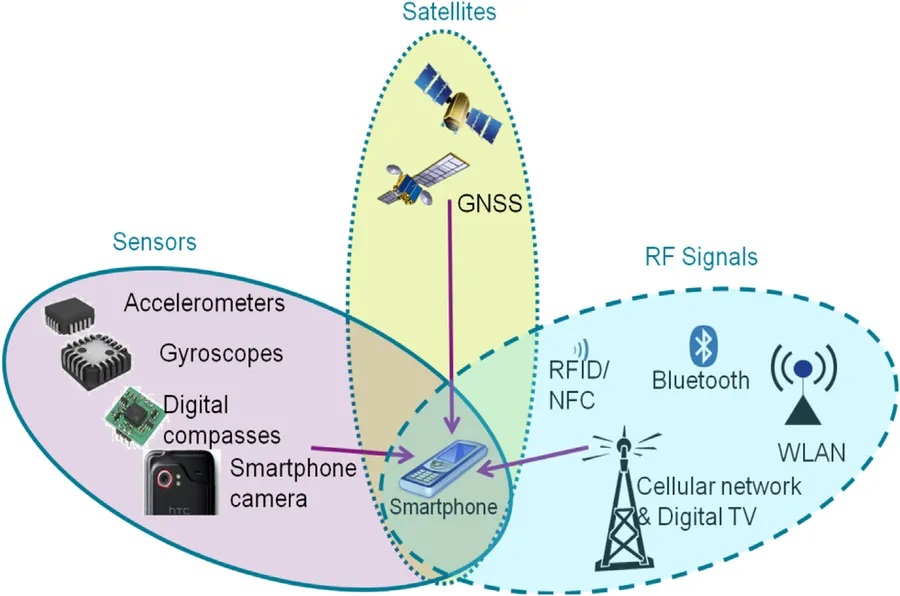 Satellites
GNSS
Sensors
Accelerometers
Gyroscopes
Digital
compasses
Smartphone
camera
hTC
RF Signals
RFID/
NFC
Bluetooth
WLAN
Cellular network
& Digital TV
Smartphone